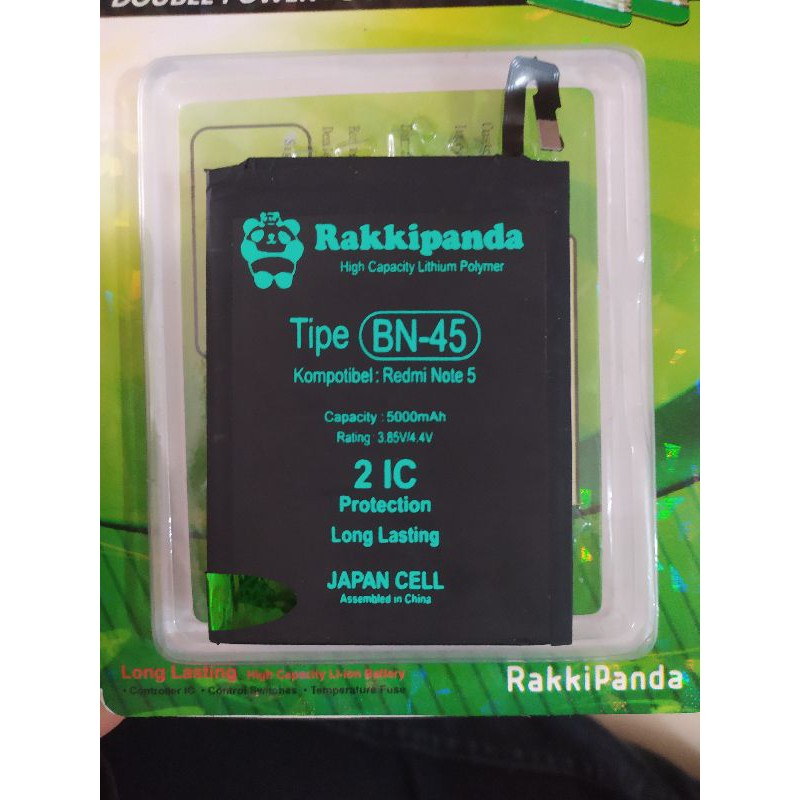 DOUBLE POWER
Rakkipanda
High Capacity Lithium Polymer
Tipe BN-45
Kompotibel : Redmi Note 5
Capacity : 5000mAh
Rating : 3.85V/4.4V
2 IC
Protection
Long Lasting
JAPAN CELL
Assembled in China
Long Lasting High Capacity Li-ion Battery
• Controller IC • Control Switches • Temperature Fuse
RakkiPanda